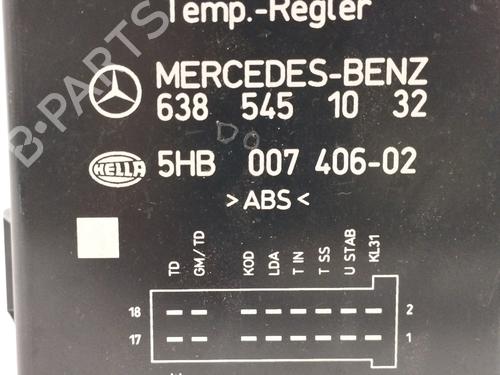 Temp.-Regler
MERCEDES-BENZ
638 545 10 32
DO
HELLA 5HB 007 406-02
>ABS<
TD GM/TD KOD LDA T IN T SS U STAB KL31
18 2
17 1
B-PARTS